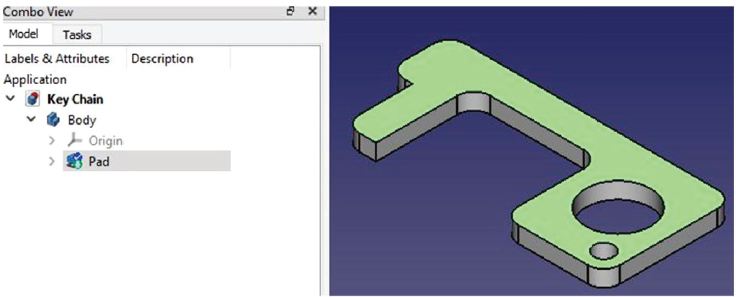 Combo View
Model Tasks
Labels & Attributes Description
Application
Key Chain
Body
Origin
Pad